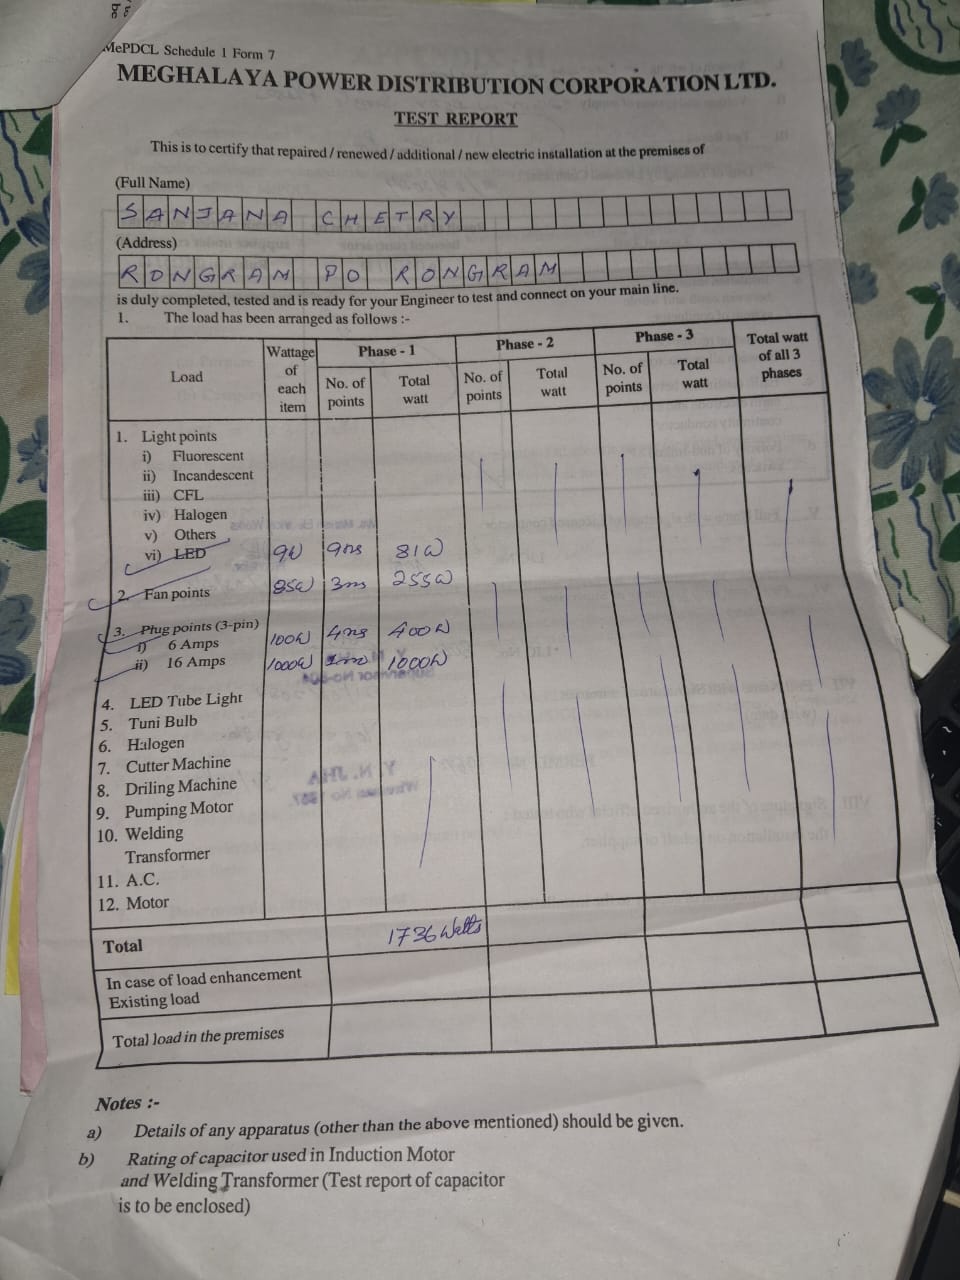 MePDCL Schedule 1 Form 7
MEGHALAYA POWER DISTRIBUTION CORPORATION LTD.
TEST REPORT
This is to certify that repaired / renewed / additional / new electric installation at the premises of
(Full Name)
SANJANA CHETRY
(Address)
RONGRAM PO RONGRAM
is duly completed, tested and is ready for your Engineer to test and connect on your main line.
1. The load has been arranged as follows :-
Load Wattage of each item Phase - 1 Phase - 2 Phase - 3 Total watt of all 3 phases
No. of points Total watt No. of points Total watt No. of points Total watt
1. Light points
i) Fluorescent
ii) Incandescent
iii) CFL
iv) Halogen
v) Others
vi) LED 9W 9ns 81W
2. Fan points 85W 3ns 255W
3. Plug points (3-pin)
i) 6 Amps 100W 4ns 400W
ii) 16 Amps 1000W 1000W
4. LED Tube Light
5. Tuni Bulb
6. Halogen
7. Cutter Machine
8. Driling Machine
9. Pumping Motor
10. Welding
Transformer
11. A.C.
12. Motor
Total 1736 Watts
In case of load enhancement
Existing load
Total load in the premises
Notes :-
a) Details of any apparatus (other than the above mentioned) should be given.
b) Rating of capacitor used in Induction Motor
and Welding Transformer (Test report of capacitor
is to be enclosed)